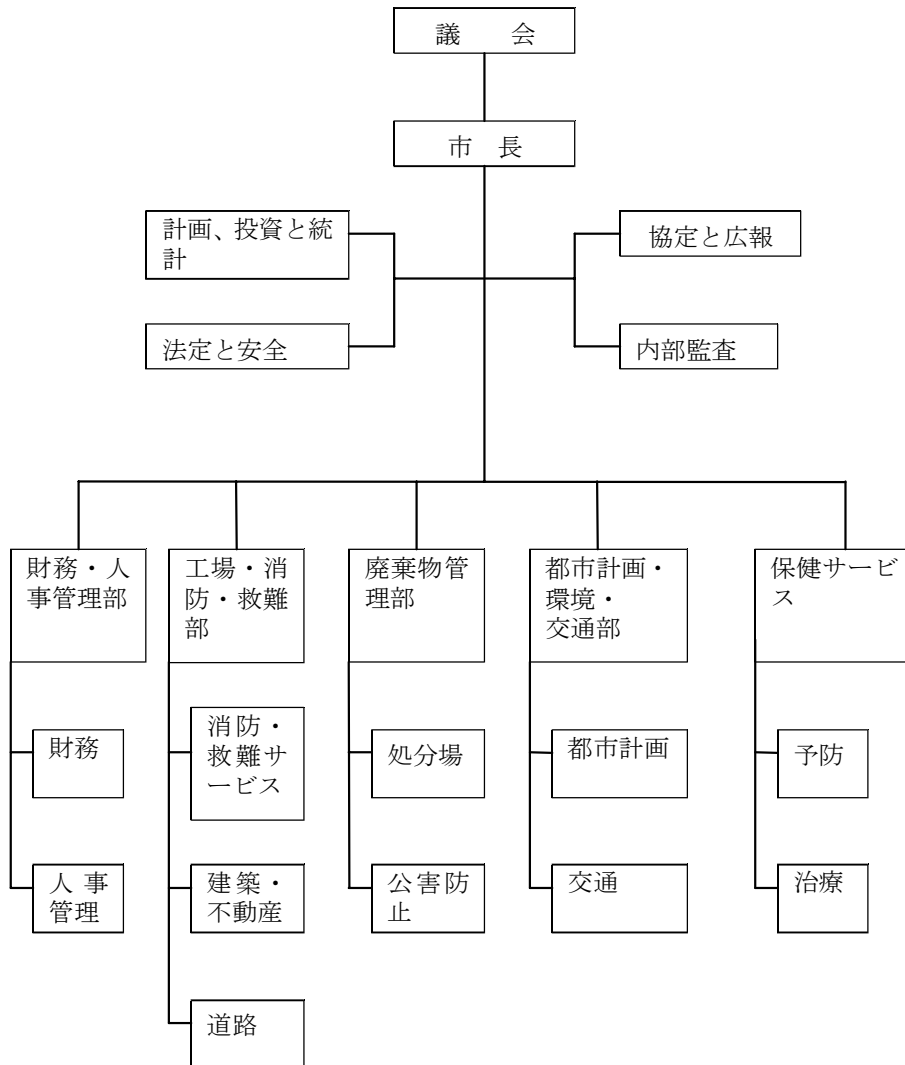 議　会
市　長
計画、投資と統
計
協定と広報
法定と安全
内部監査
財務・人
事管理部
工場・消
防・救難
部
廃棄物管
理部
都市計画・
環境・
交通部
保健サービ
ス
財務
消防・
救難サ
ービス
処分場
都市計画
予防
人 事
管理
建築・
不動産
公害防
止
交通
治療
道路